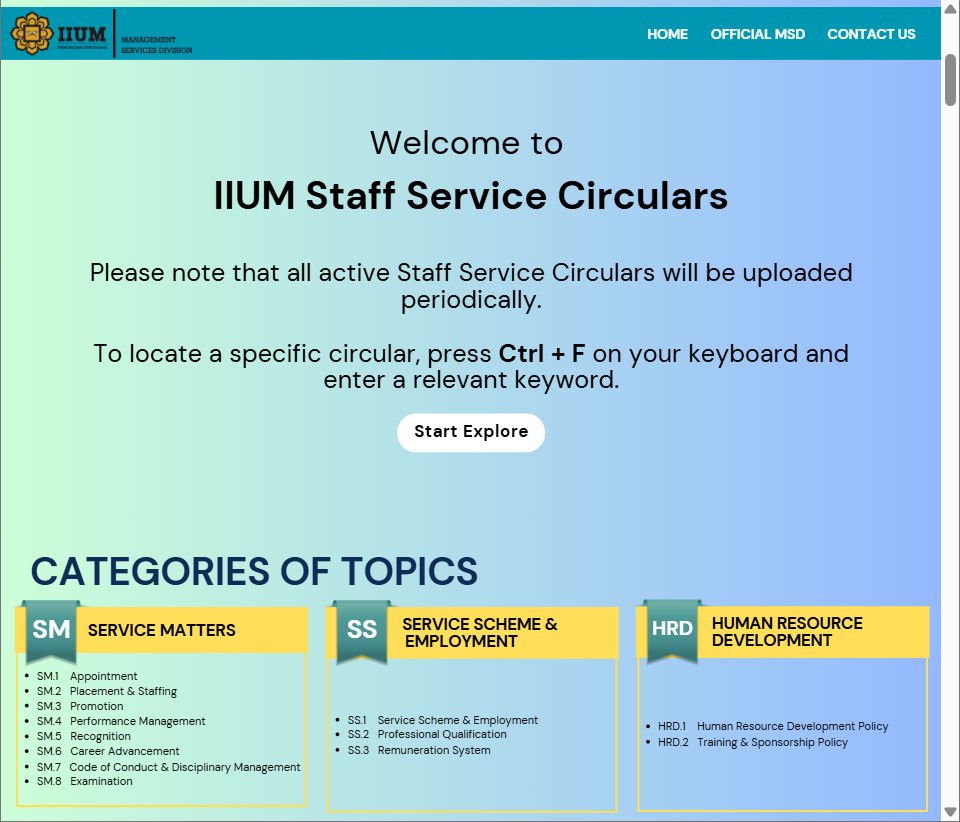 IIUM
MANAGEMENT
SERVICES DIVISION
HOME OFFICIAL MSD CONTACT US
Welcome to
IIUM Staff Service Circulars
Please note that all active Staff Service Circulars will be uploaded
periodically.
To locate a specific circular, press Ctrl + F on your keyboard and
enter a relevant keyword.
Start Explore
CATEGORIES OF TOPICS
SM SERVICE MATTERS
• SM.1 Appointment
• SM.2 Placement & Staffing
• SM.3 Promotion
• SM.4 Performance Management
• SM.5 Recognition
• SM.6 Career Advancement
• SM.7 Code of Conduct & Disciplinary Management
• SM.8 Examination
SS SERVICE SCHEME &
EMPLOYMENT
• SS.1 Service Scheme & Employment
• SS.2 Professional Qualification
• SS.3 Remuneration System
HRD HUMAN RESOURCE
DEVELOPMENT
• HRD.1 Human Resource Development Policy
• HRD.2 Training & Sponsorship Policy